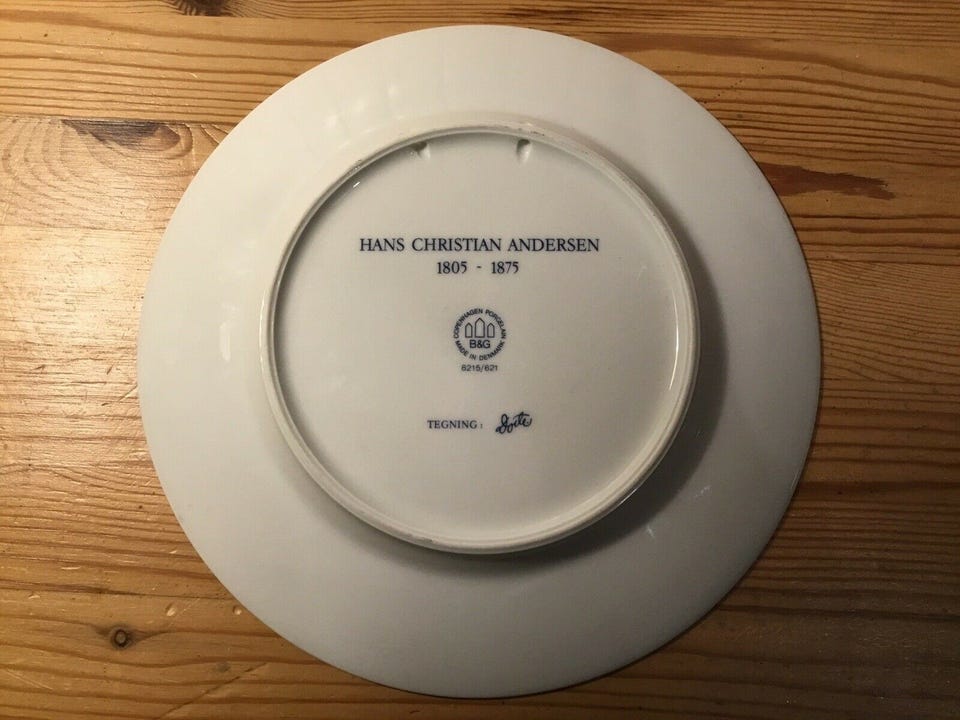 HANS CHRISTIAN ANDERSEN
1805 - 1875
COPENHAGEN PORCELAIN
B&G
MADE IN DENMARK
6215/621
TEGNING: